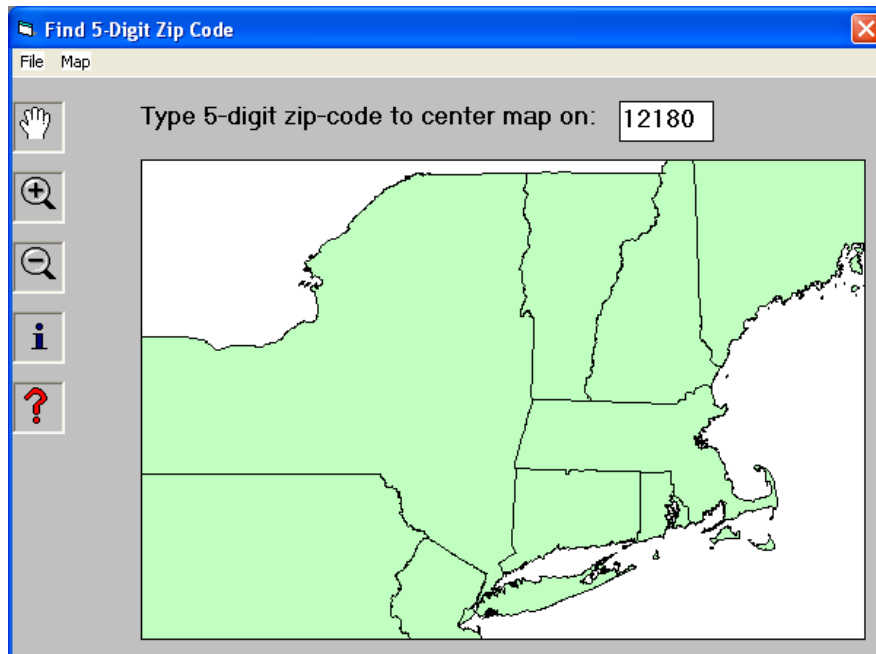 Find 5-Digit Zip Code
File Map
Type 5-digit zip-code to center map on: 12180
i
?